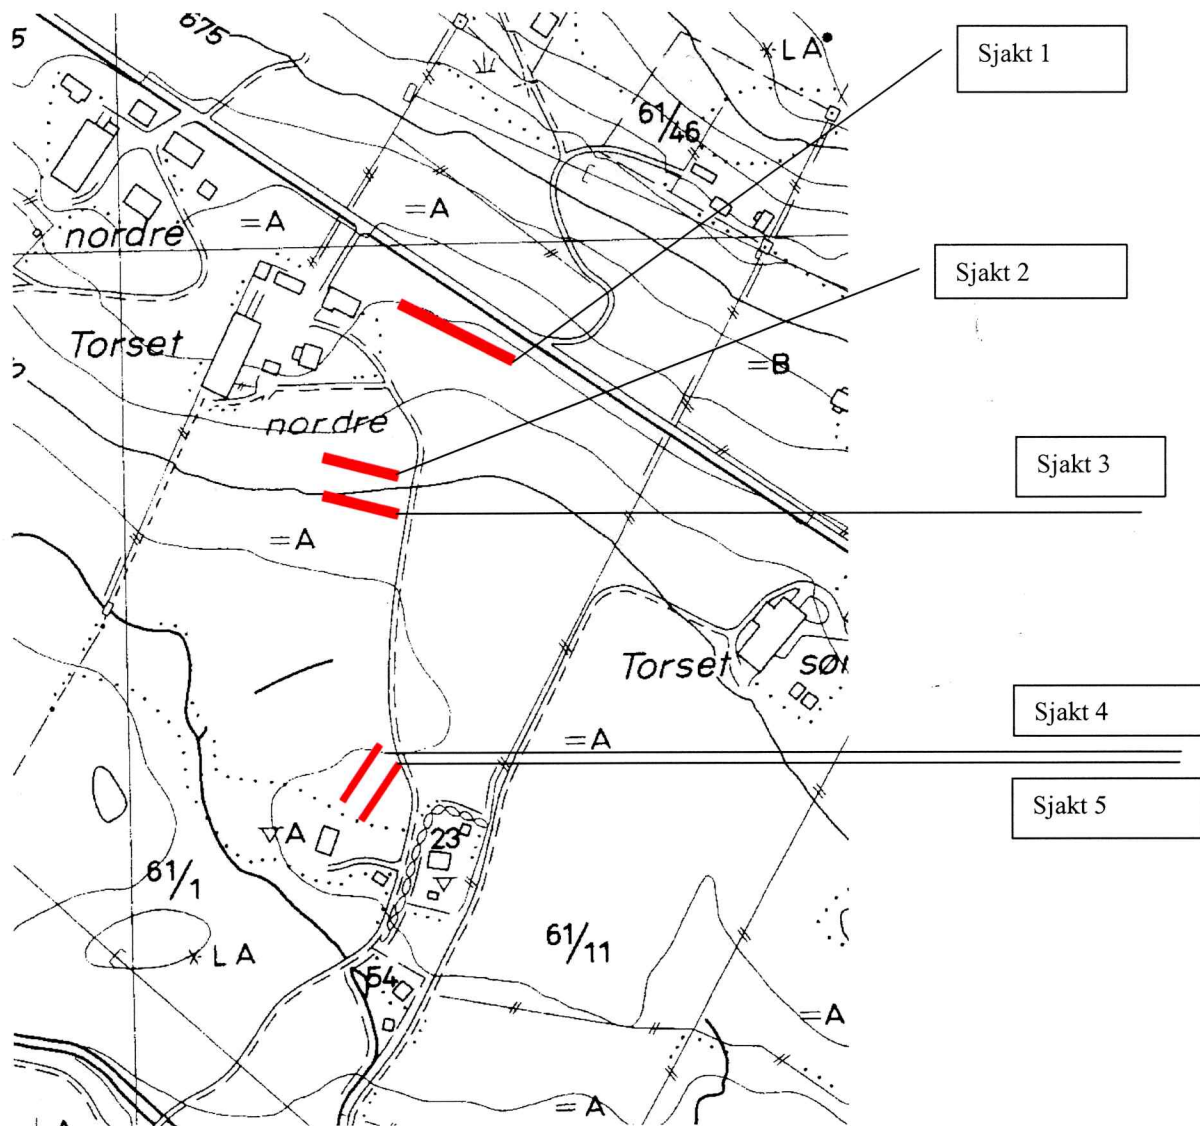 5
675
LA
Sjakt 1
61/46
=A
=A
nordre
Sjakt 2
Torset
=B
nordre
Sjakt 3
=A
Torset
Sjakt 4
=A
Sjakt 5
A
23
61/1
LA
61/11
54
=A
=A